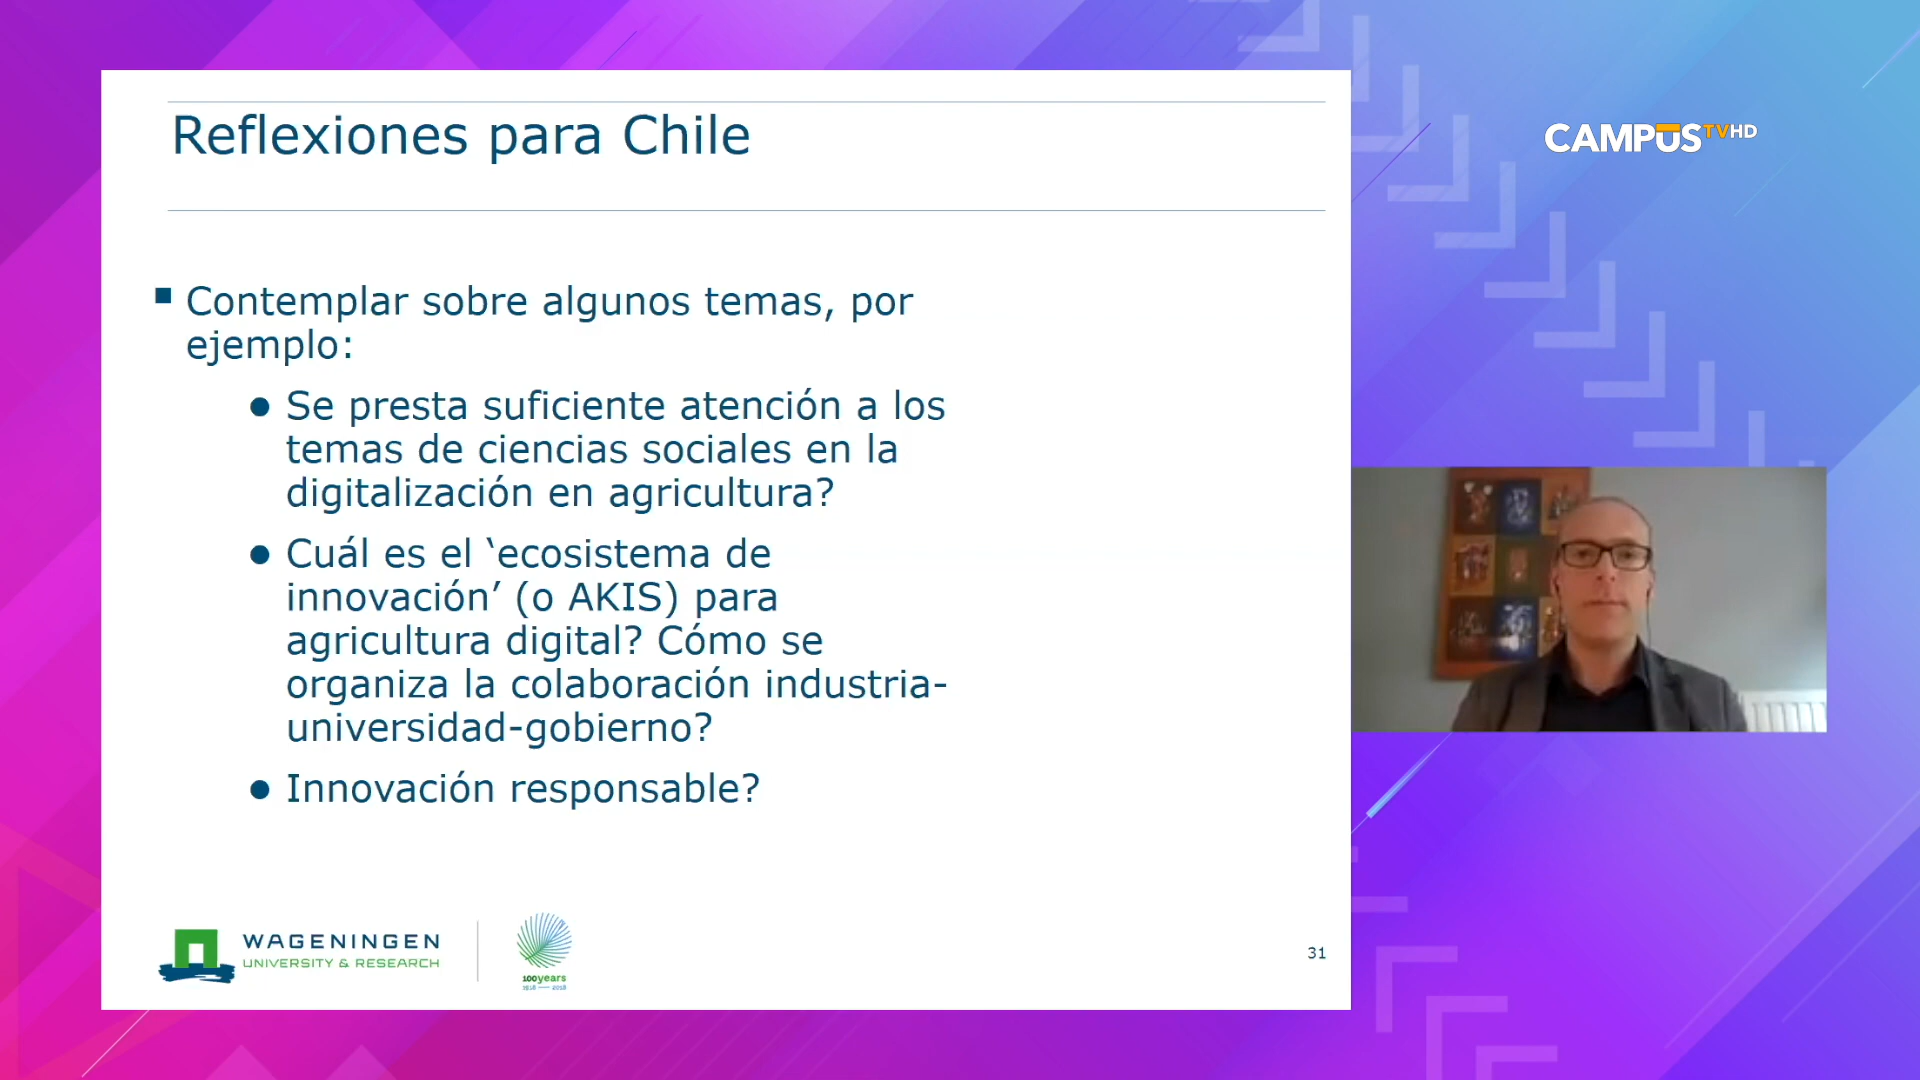 Reflexiones para Chile
CAMPUS TV HD
Contemplar sobre algunos temas, por
ejemplo:
Se presta suficiente atención a los
temas de ciencias sociales en la
digitalización en agricultura?
Cuál es el ‘ecosistema de
innovación’ (o AKIS) para
agricultura digital? Cómo se
organiza la colaboración industria-
universidad-gobierno?
Innovación responsable?
WAGENINGEN
UNIVERSITY & RESEARCH
100years
1918 — 2018
31